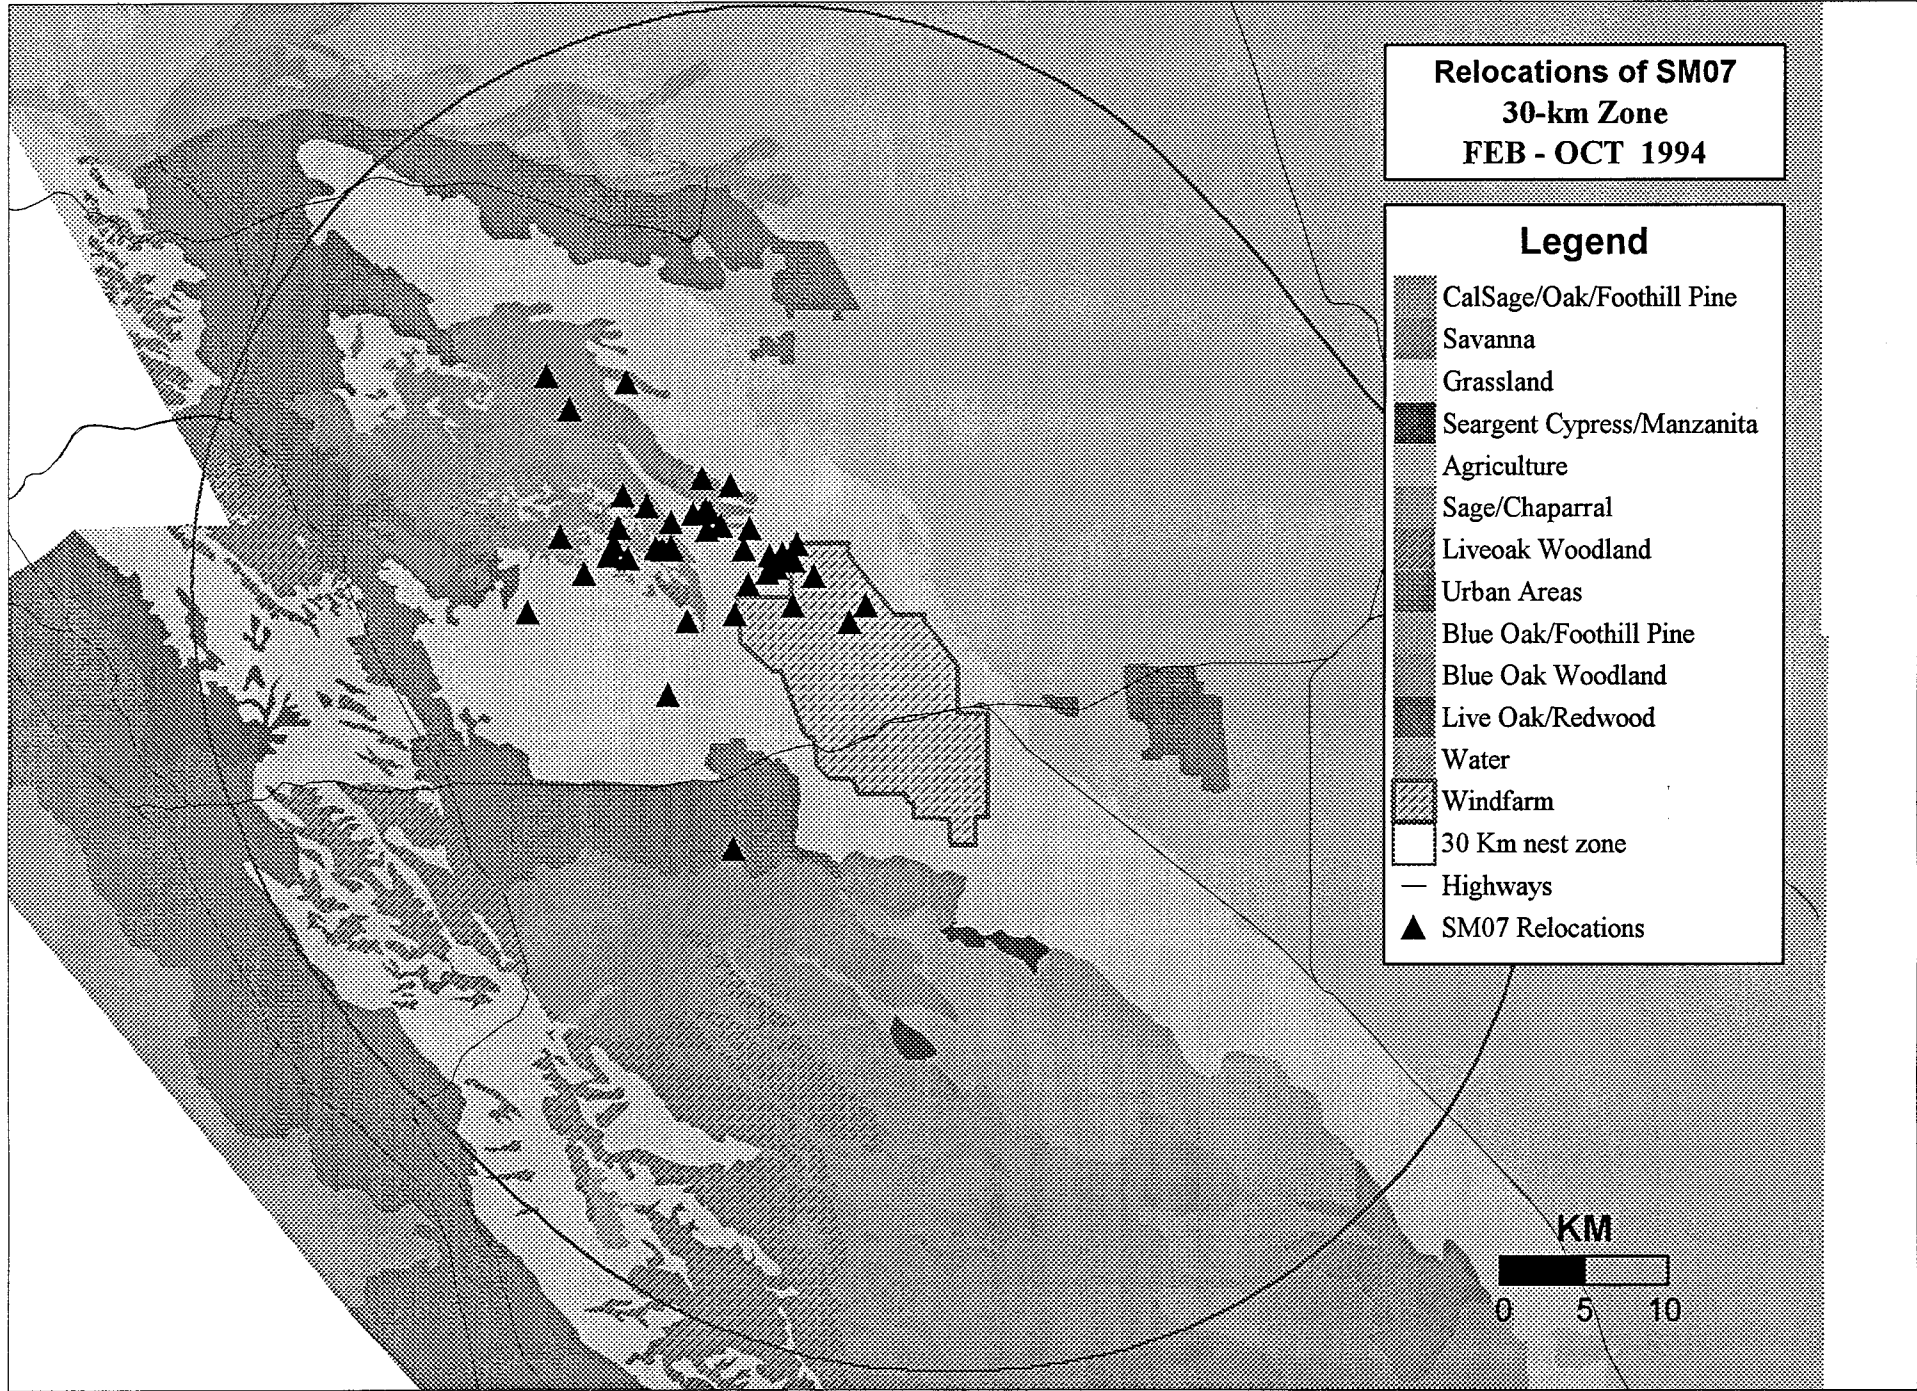 Relocations of SM07
30-km Zone
FEB - OCT 1994
Legend
CalSage/Oak/Foothill Pine
Savanna
Grassland
Seargent Cypress/Manzanita
Agriculture
Sage/Chaparral
Liveoak Woodland
Urban Areas
Blue Oak/Foothill Pine
Blue Oak Woodland
Live Oak/Redwood
Water
Windfarm
30 Km nest zone
Highways
SM07 Relocations
KM
0 5 10